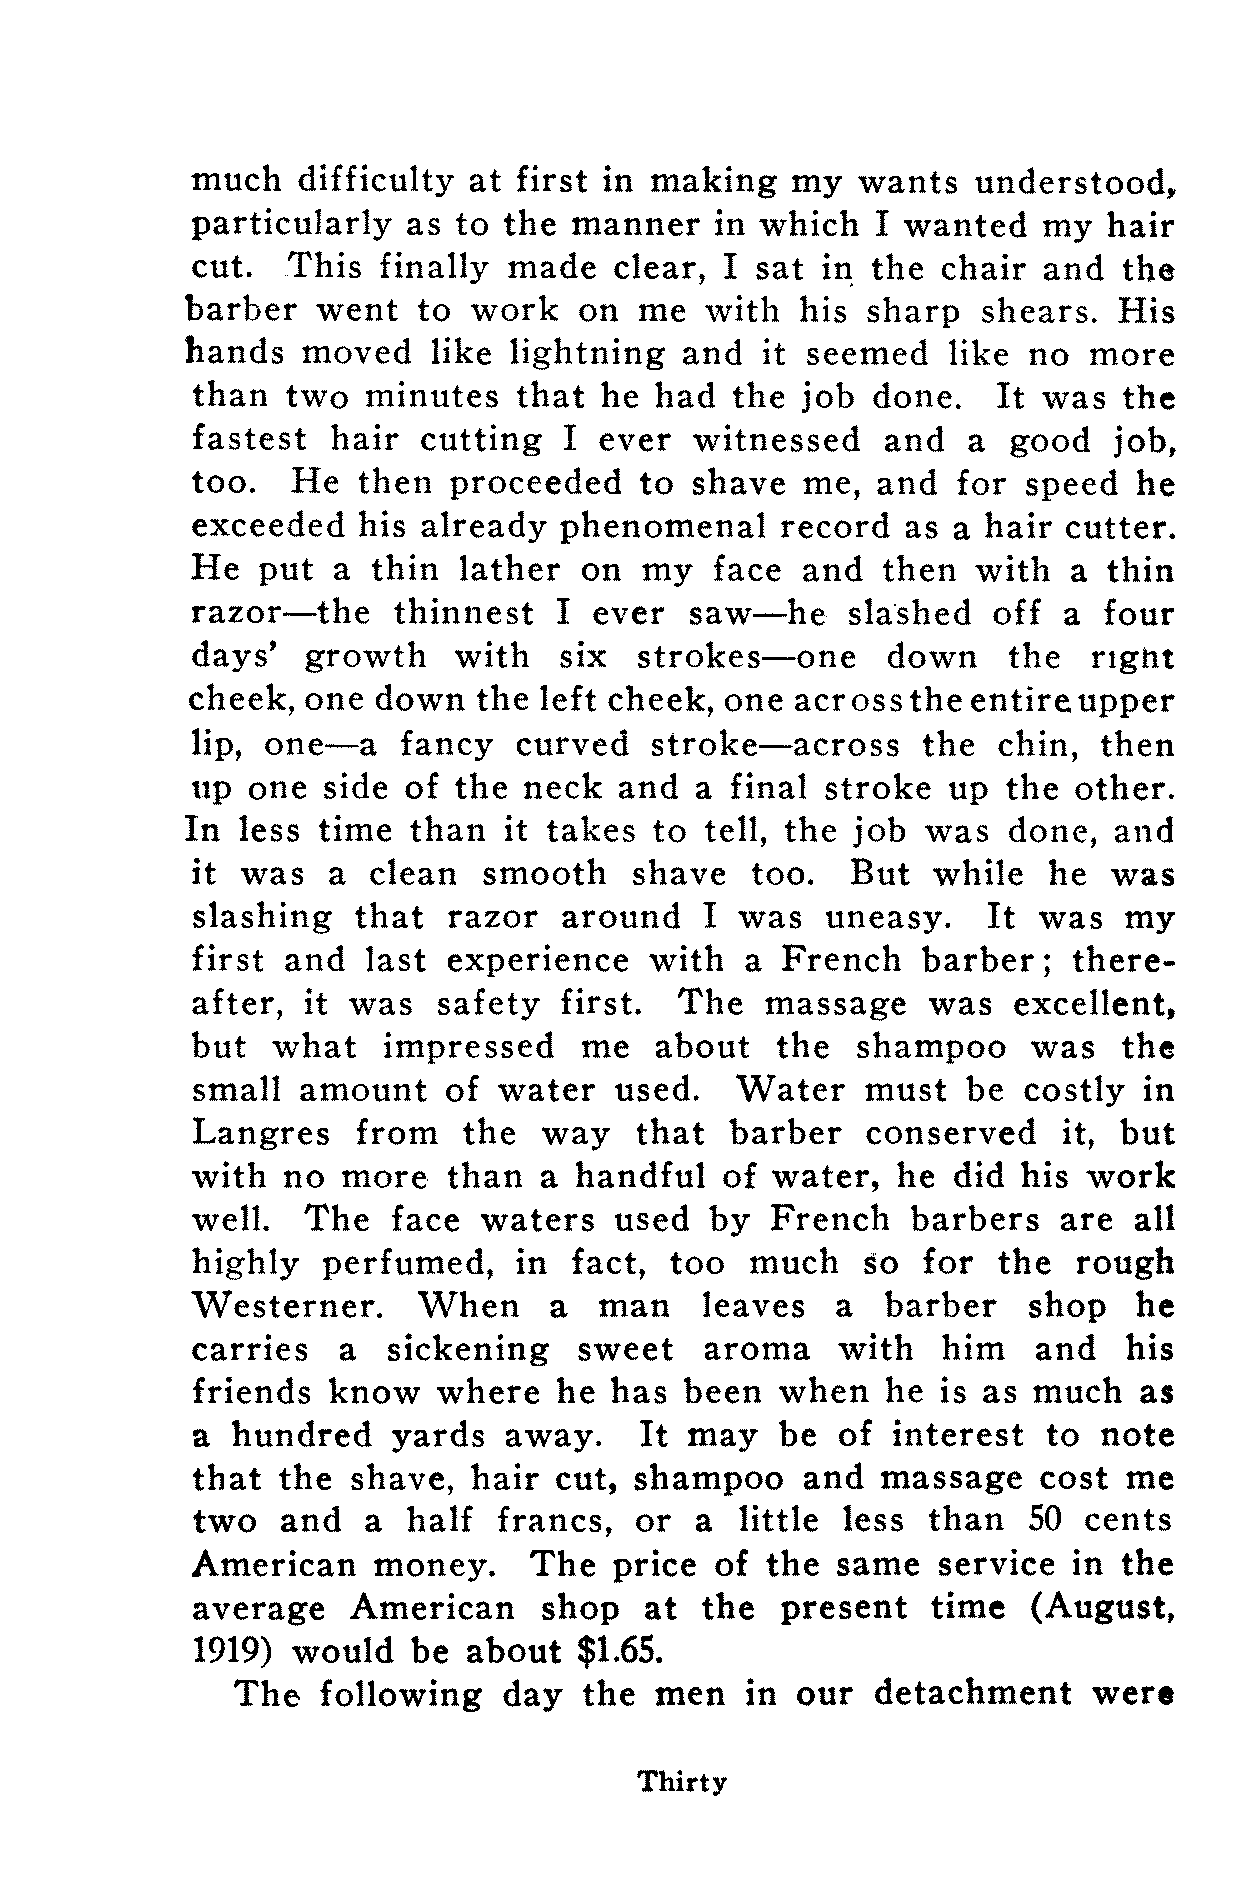 much difficulty at first in making my wants understood,
particularly as to the manner in which I wanted my hair
cut. This finally made clear, I sat in the chair and the
barber went to work on me with his sharp shears. His
hands moved like lightning and it seemed like no more
than two minutes that he had the job done. It was the
fastest hair cutting I ever witnessed and a good job,
too. He then proceeded to shave me, and for speed he
exceeded his already phenomenal record as a hair cutter.
He put a thin lather on my face and then with a thin
razor—the thinnest I ever saw—he slashed off a four
days' growth with six strokes—one down the right
cheek, one down the left cheek, one across the entire upper
lip, one—a fancy curved stroke—across the chin, then
up one side of the neck and a final stroke up the other.
In less time than it takes to tell, the job was done, and
it was a clean smooth shave too. But while he was
slashing that razor around I was uneasy. It was my
first and last experience with a French barber; there-
after, it was safety first. The massage was excellent,
but what impressed me about the shampoo was the
small amount of water used. Water must be costly in
Langres from the way that barber conserved it, but
with no more than a handful of water, he did his work
well. The face waters used by French barbers are all
highly perfumed, in fact, too much so for the rough
Westerner. When a man leaves a barber shop he
carries a sickening sweet aroma with him and his
friends know where he has been when he is as much as
a hundred yards away. It may be of interest to note
that the shave, hair cut, shampoo and massage cost me
two and a half francs, or a little less than 50 cents
American money. The price of the same service in the
average American shop at the present time (August,
1919) would be about $1.65.
The following day the men in our detachment were
Thirty